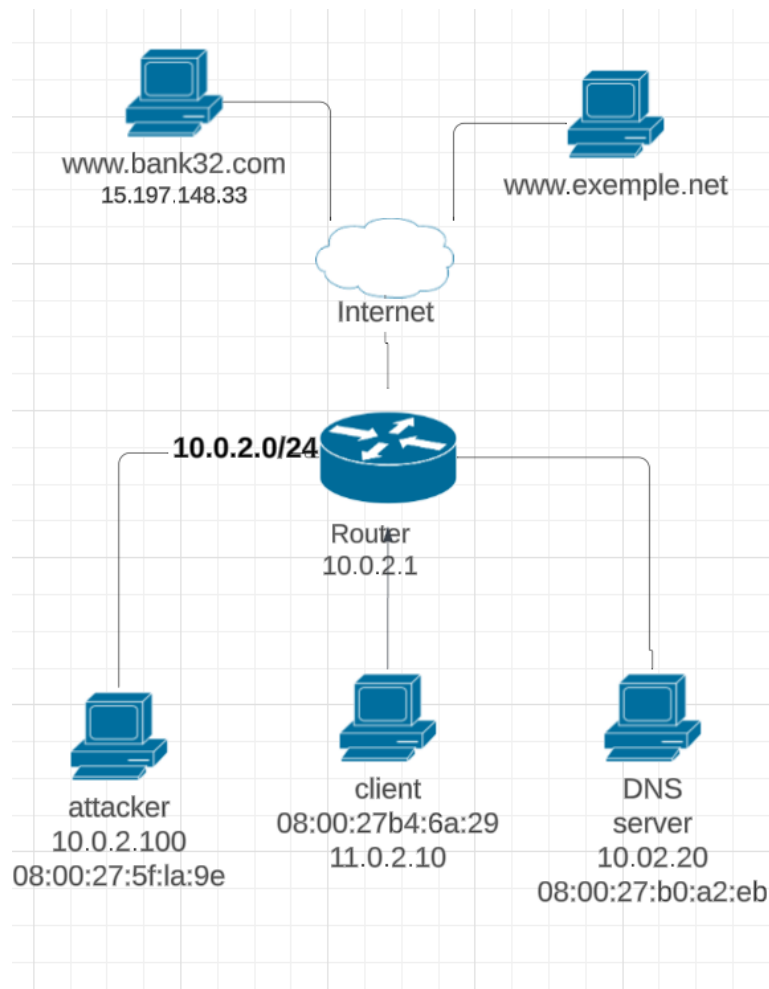 www.bank32.com
15.197.148.33
www.exemple.net
Internet
10.0.2.0/24
Router
10.0.2.1
attacker
10.0.2.100
08:00:27:5f:la:9e
client
08:00:27b4:6a:29
11.0.2.10
DNS
server
10.02.20
08:00:27:b0:a2:eb